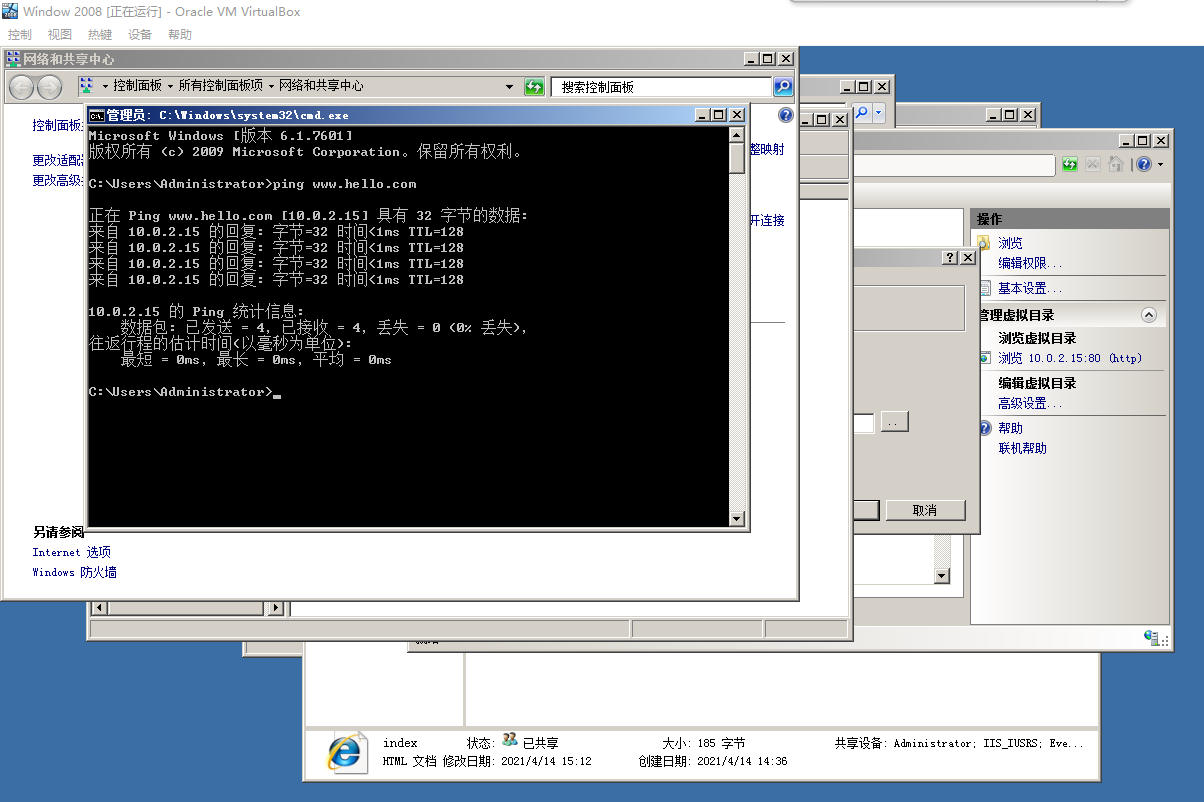 Window 2008 [正在运行] - Oracle VM VirtualBox
控制 视图 热键 设备 帮助
网络和共享中心
控制面板 所有控制面板项 网络和共享中心
搜索控制面板
控制面板
更改适配
更改高级
管理员: C:\Windows\system32\cmd.exe
Microsoft Windows [版本 6.1.7601]
版权所有 (c) 2009 Microsoft Corporation。保留所有权利。
C:\Users\Administrator>ping www.hello.com
正在 Ping www.hello.com [10.0.2.15] 具有 32 字节的数据:
来自 10.0.2.15 的回复: 字节=32 时间<1ms TTL=128
来自 10.0.2.15 的回复: 字节=32 时间<1ms TTL=128
来自 10.0.2.15 的回复: 字节=32 时间<1ms TTL=128
来自 10.0.2.15 的回复: 字节=32 时间<1ms TTL=128
10.0.2.15 的 Ping 统计信息:
数据包: 已发送 = 4，已接收 = 4，丢失 = 0 (0% 丢失)，
往返行程的估计时间(以毫秒为单位):
最短 = 0ms，最长 = 0ms，平均 = 0ms
C:\Users\Administrator>
整映射
开连接
另请参阅
Internet 选项
Windows 防火墙
..
取消
操作
浏览
编辑权限...
基本设置...
管理虚拟目录
浏览虚拟目录
浏览 10.0.2.15:80 (http)
编辑虚拟目录
高级设置...
帮助
联机帮助
index 状态: 已共享 大小: 185 字节 共享设备: Administrator; IIS_IUSRS; Eve...
HTML 文档 修改日期: 2021/4/14 15:12 创建日期: 2021/4/14 14:36